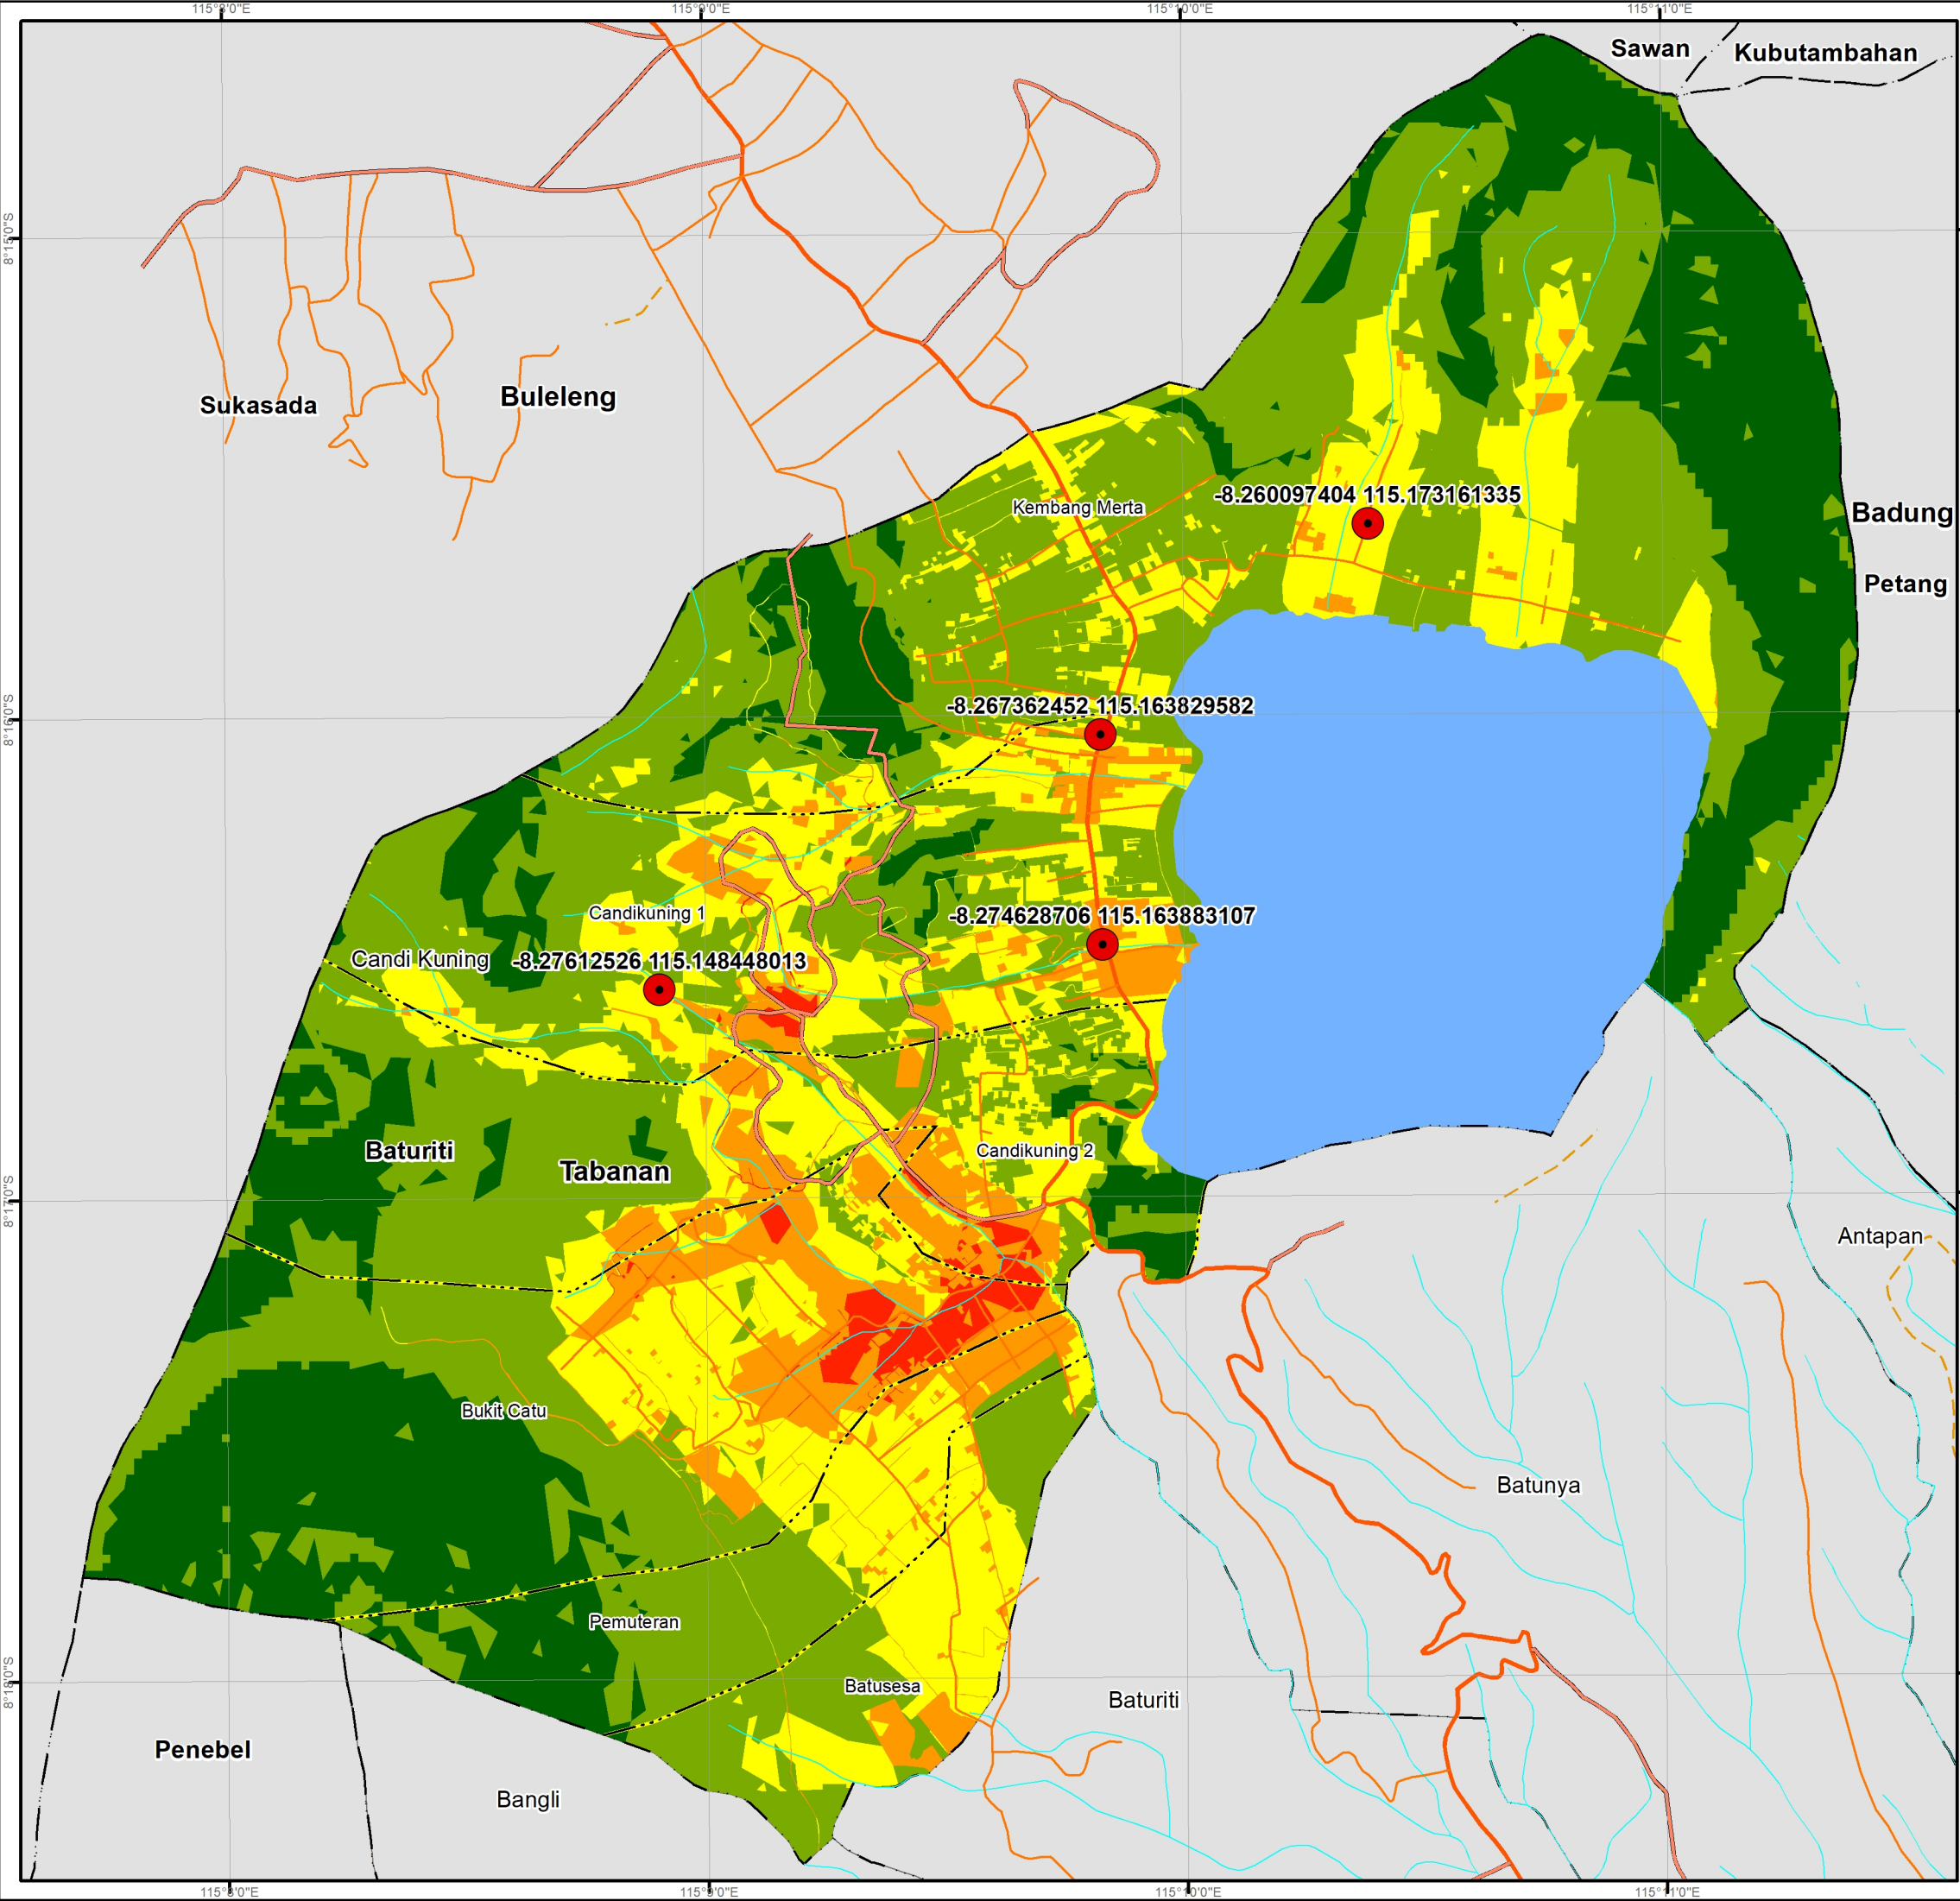 115°8'0"E
115°9'0"E
115°10'0"E
115°11'0"E
Sawan
Kubutambahan
8°15'0"S
Sukasada
Buleleng
Kembang Merta
-8.260097404 115.173161335
Badung
Petang
8°16'0"S
-8.267362452 115.163829582
Candikuning 1
-8.274628706 115.163883107
Candi Kuning
-8.27612526 115.148448013
Baturiti
Tabanan
Candikuning 2
8°17'0"S
Antapan
Bukit Catu
Batunya
Pemuteran
8°18'0"S
Batusesa
Baturiti
Penebel
Bangli
115°8'0"E
115°9'0"E
115°10'0"E
115°11'0"E